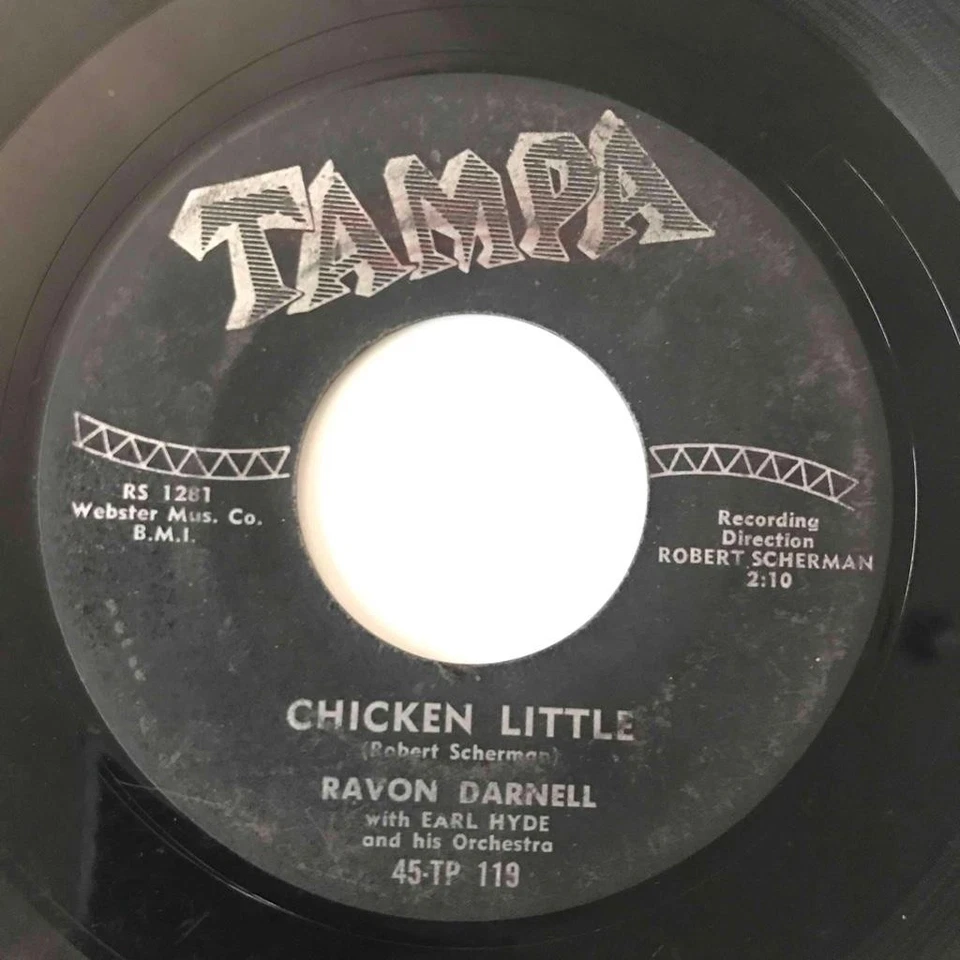 TAMPA
RS 1281
Webster Mus. Co.
B.M.I.
Recording
Direction
ROBERT SCHERMAN
2:10
CHICKEN LITTLE
(Robert Scherman)
RAVON DARNELL
with EARL HYDE
and his Orchestra
45-TP 119